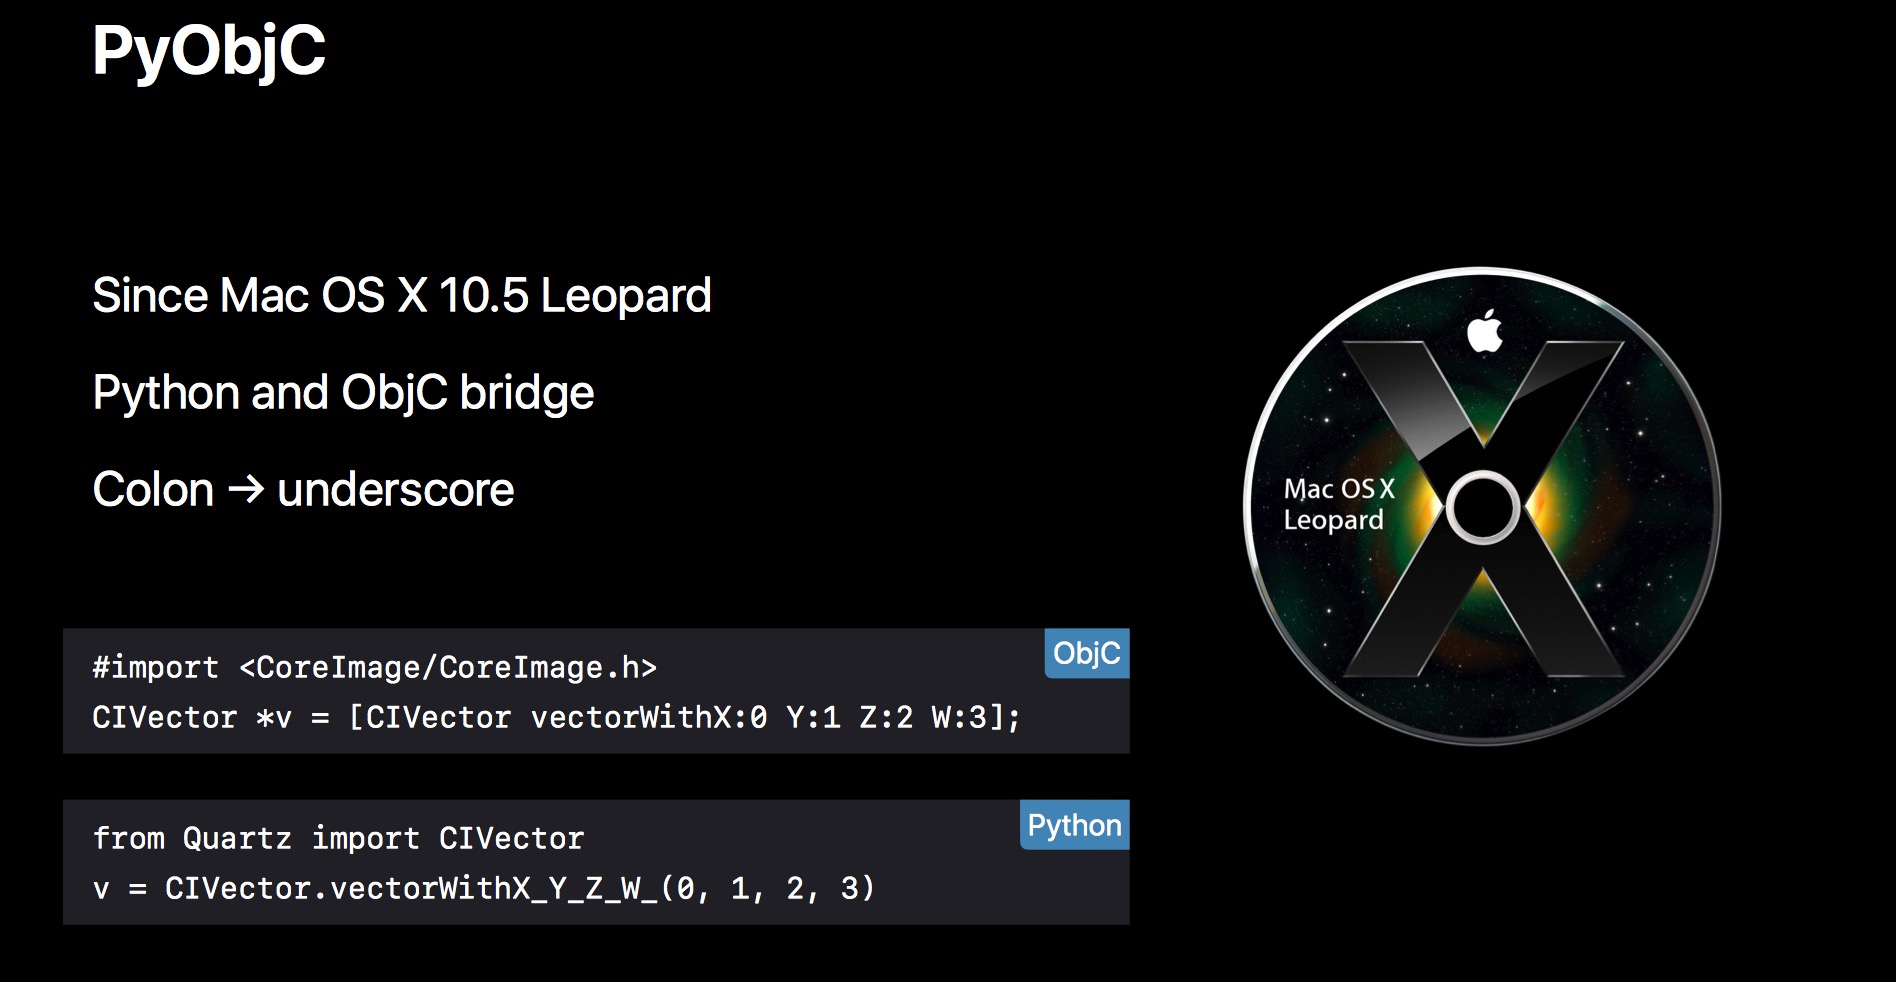 PyObjC
Since Mac OS X 10.5 Leopard
Python and ObjC bridge
Colon → underscore
ObjC
#import <CoreImage/CoreImage.h>
CIVector *v = [CIVector vectorWithX:0 Y:1 Z:2 W:3];
Python
from Quartz import CIVector
v = CIVector.vectorWithX_Y_Z_W_(0, 1, 2, 3)
Mac OS X
Leopard